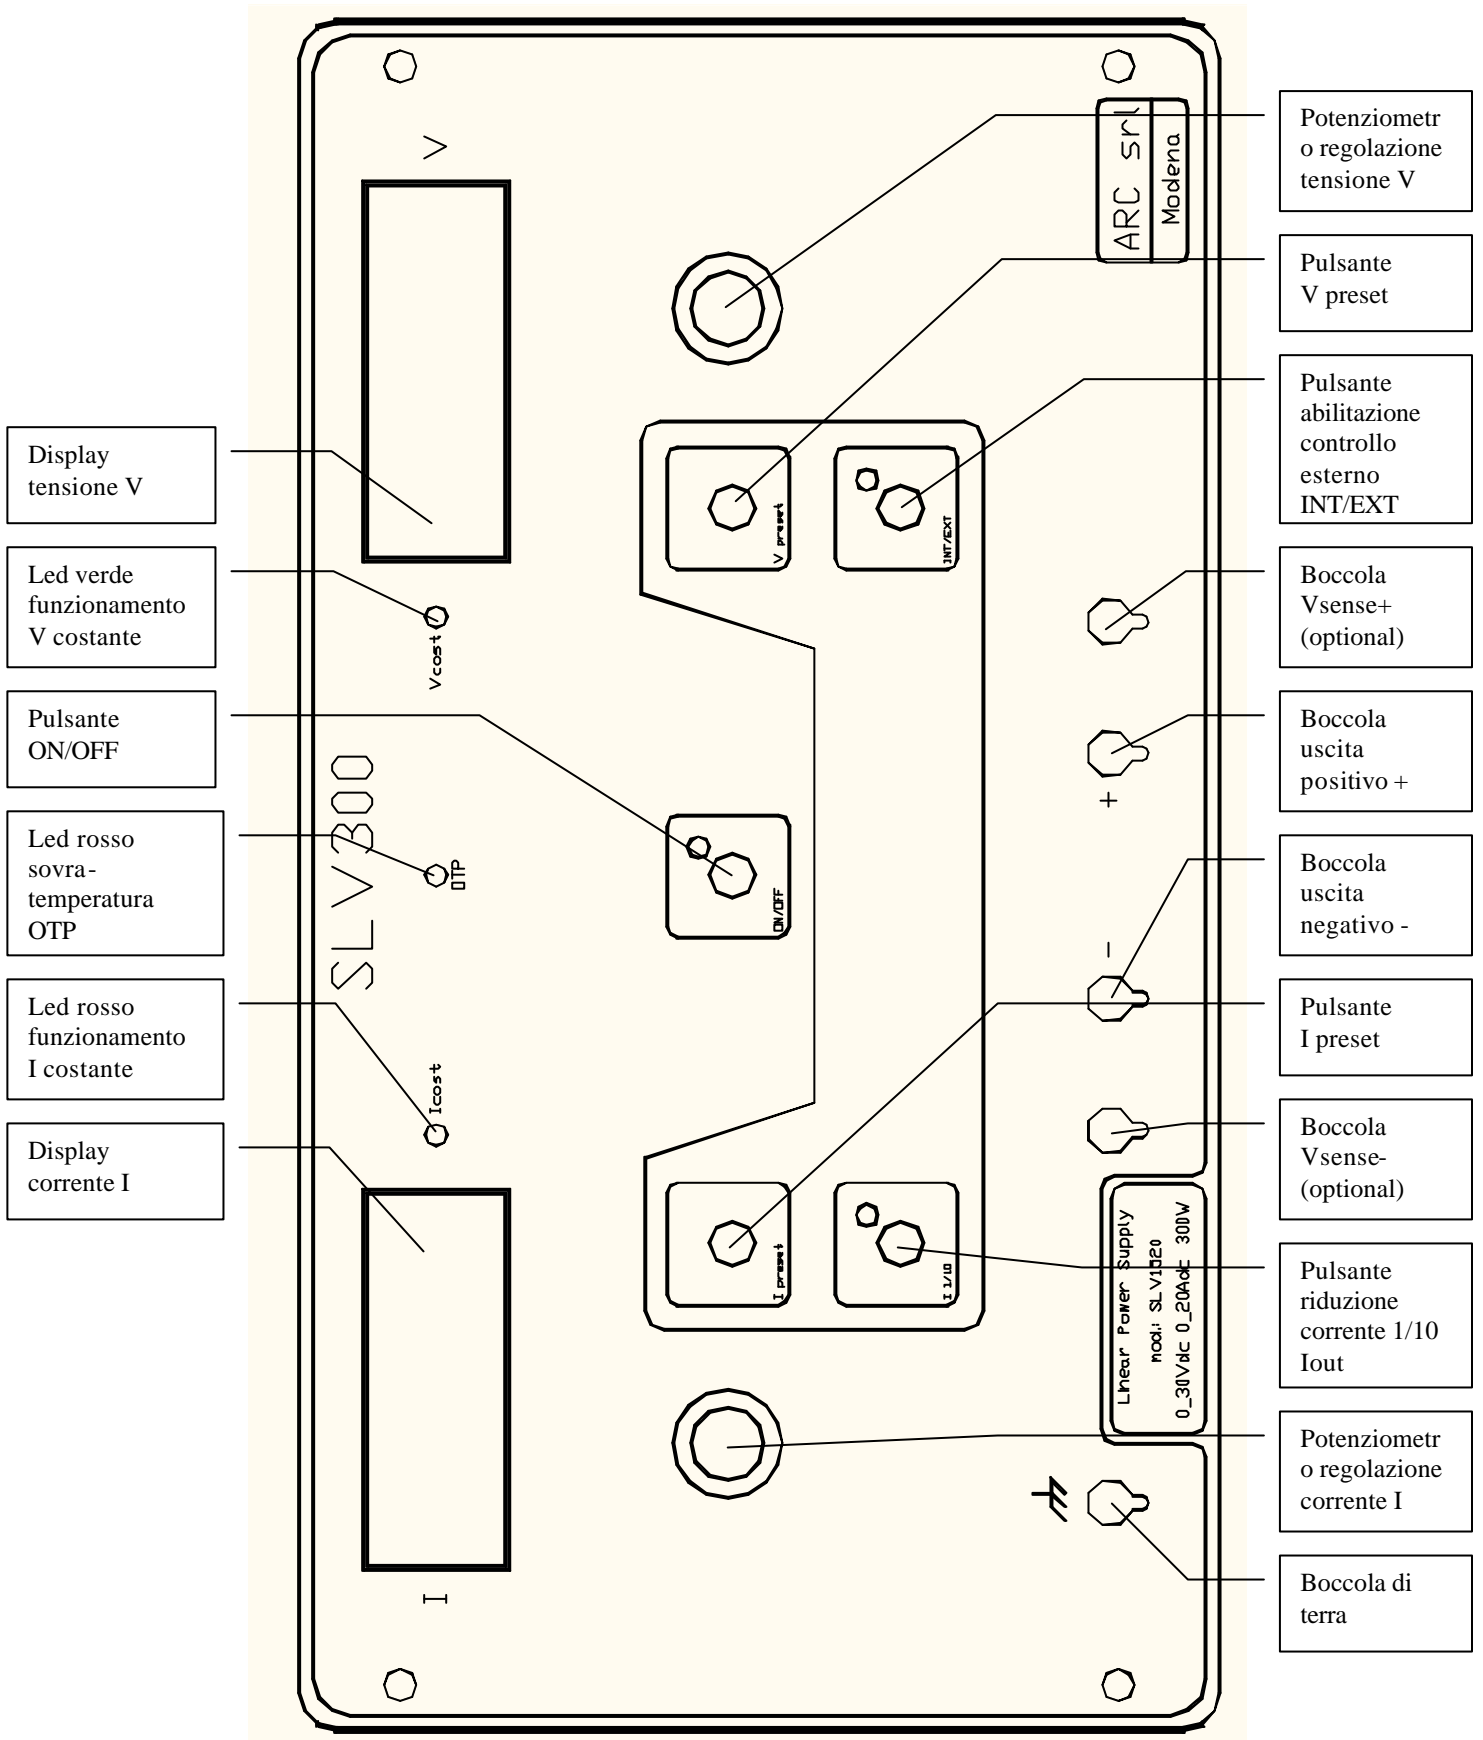 Display
tensione V
Led verde
funzionamento
V costante
Pulsante
ON/OFF
Led rosso
sovra-
temperatura
OTP
Led rosso
funzionamento
I costante
Display
corrente I
V
Vcost
SLV300
OTP
Icost
I
V preset
INT/EXT
ON/OFF
I preset
I 1/10
ARC srl
Modena
+
-
Linear Power Supply
mod.: SLV1020
0_30Vdc 0_20Adc 300W
Potenziometr
o regolazione
tensione V
Pulsante
V preset
Pulsante
abilitazione
controllo
esterno
INT/EXT
Boccola
Vsense+
(optional)
Boccola
uscita
positivo +
Boccola
uscita
negativo -
Pulsante
I preset
Boccola
Vsense-
(optional)
Pulsante
riduzione
corrente 1/10
Iout
Potenziometr
o regolazione
corrente I
Boccola di
terra